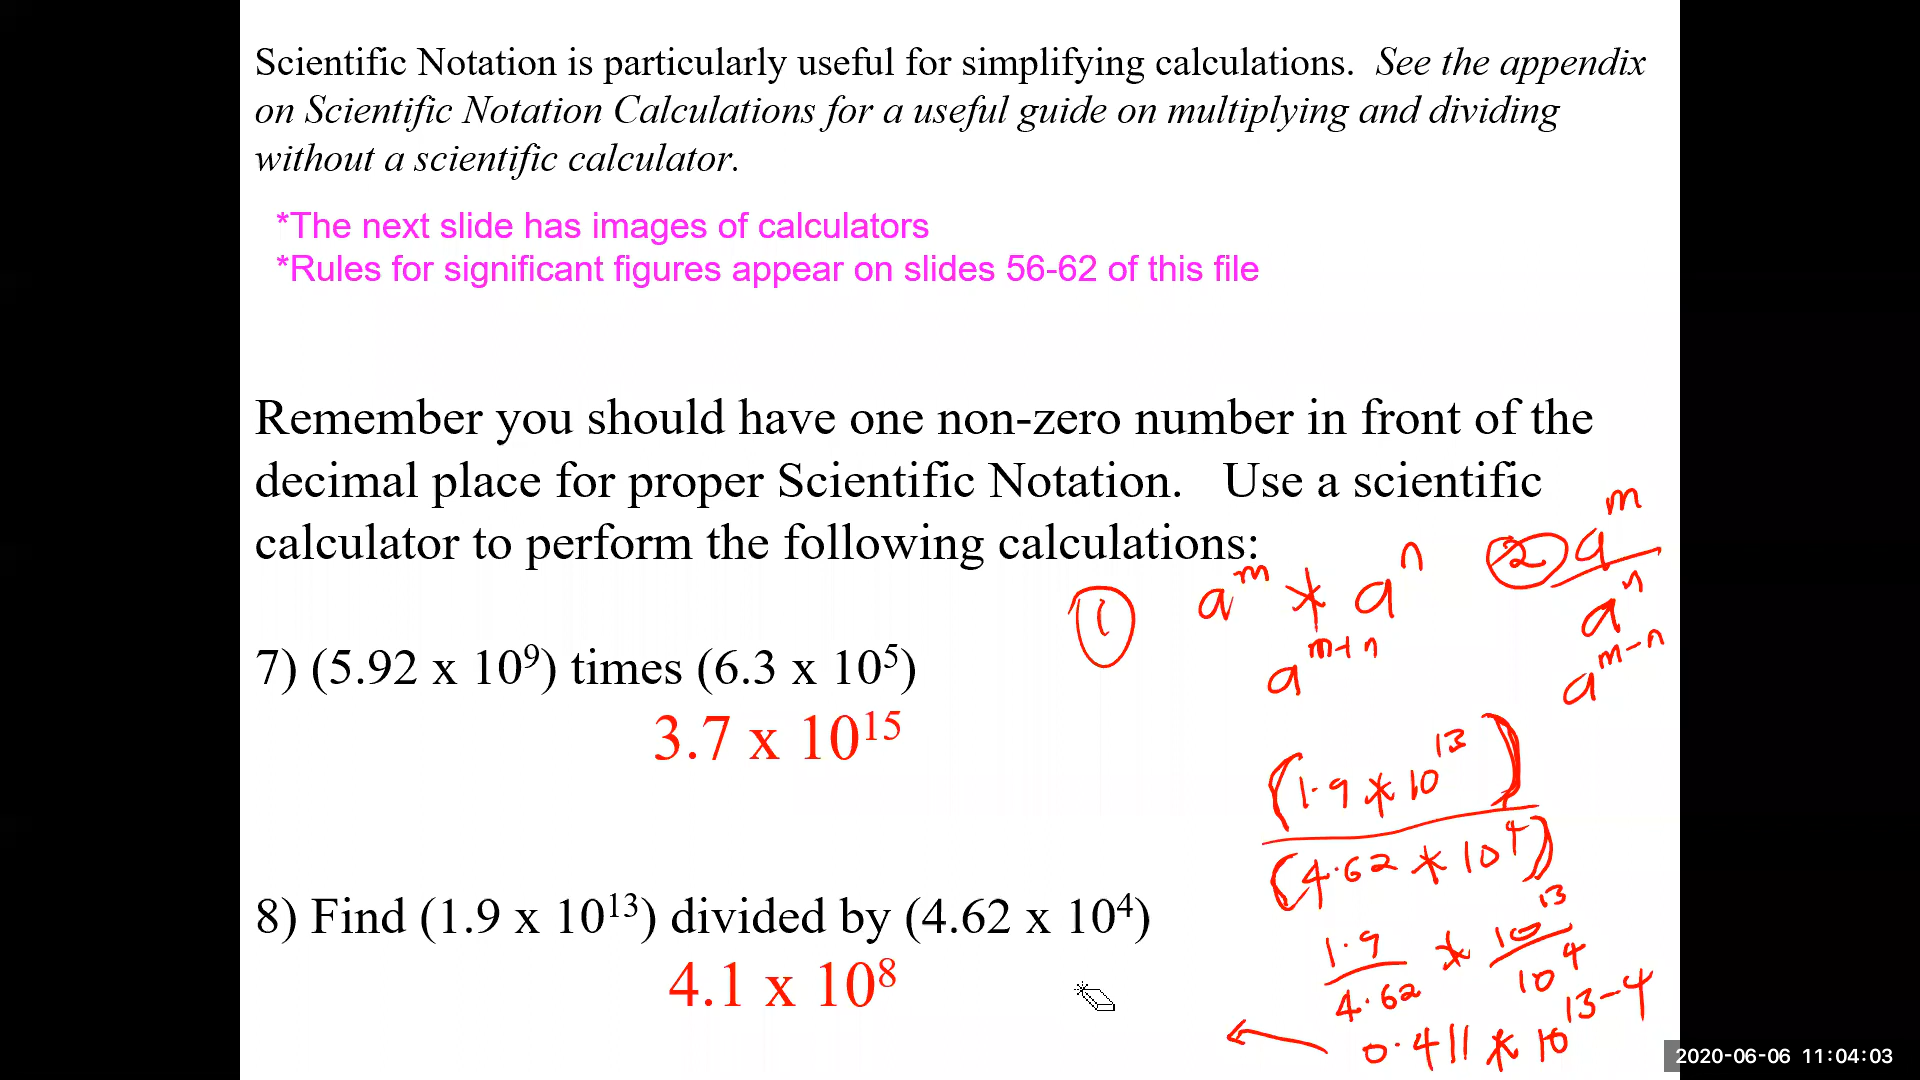 Scientific Notation is particularly useful for simplifying calculations. See the appendix
on Scientific Notation Calculations for a useful guide on multiplying and dividing
without a scientific calculator.
*The next slide has images of calculators
*Rules for significant figures appear on slides 56-62 of this file
Remember you should have one non-zero number in front of the
decimal place for proper Scientific Notation. Use a scientific
calculator to perform the following calculations:
① aᵐ * aⁿ
aᵐ⁺ⁿ
② aᵐ
aⁿ
aᵐ⁻ⁿ
7) (5.92 x 10⁹) times (6.3 x 10⁵)
3.7 x 10¹⁵
(1.9 * 10¹³)
(4.62 * 10⁴)
8) Find (1.9 x 10¹³) divided by (4.62 x 10⁴)
4.1 x 10⁸
1.9 * 10¹³
4.62 10⁴
0.411 * 10¹³⁻⁴
2020-06-06 11:04:03